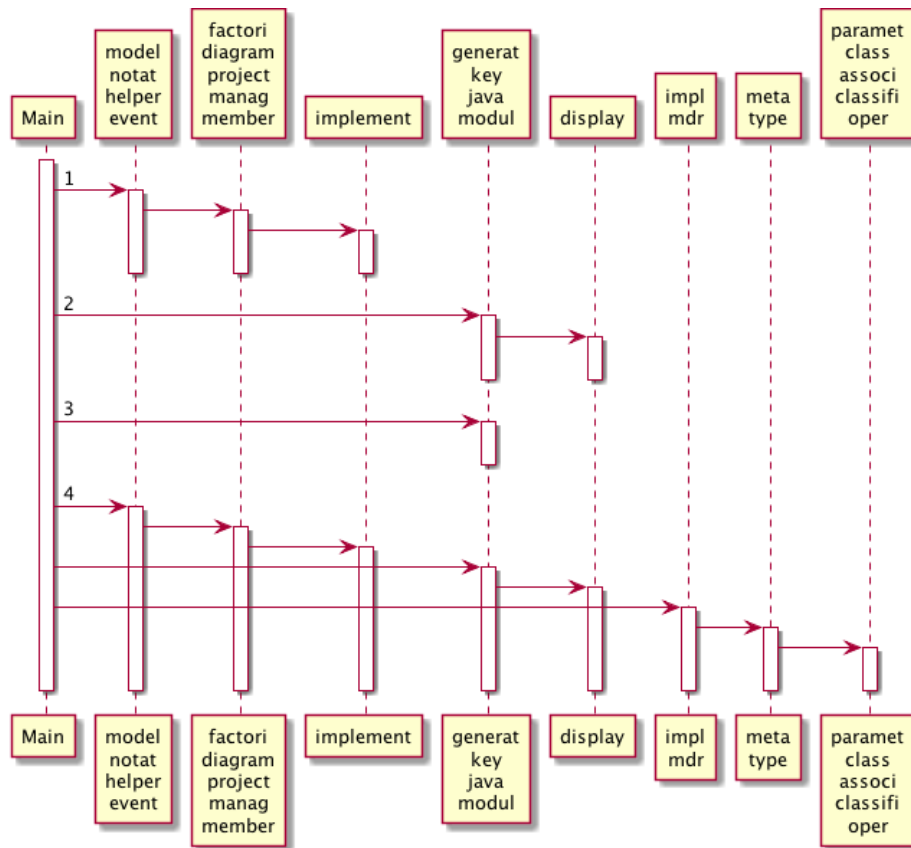 Main
model
notat
helper
event
factori
diagram
project
manag
member
implement
generat
key
java
modul
display
impl
mdr
meta
type
paramet
class
associ
classifi
oper
1
2
3
4
Main
model
notat
helper
event
factori
diagram
project
manag
member
implement
generat
key
java
modul
display
impl
mdr
meta
type
paramet
class
associ
classifi
oper